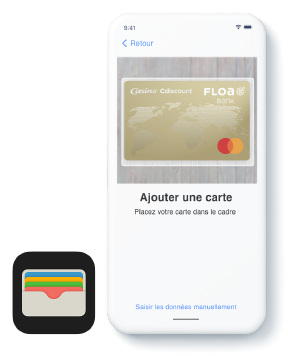 9:41
Retour
Casino Cdiscount FLOA
BANK
Ajouter une carte
Placez votre carte dans le cadre
Saisir les données manuellement